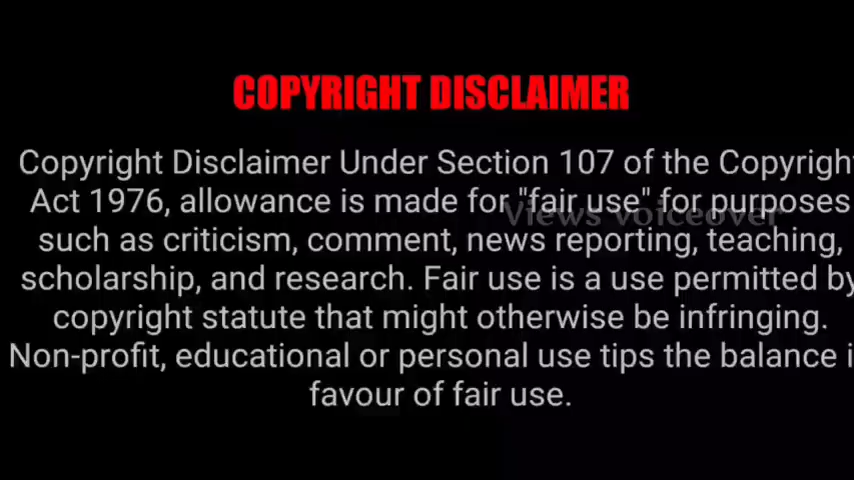 COPYRIGHT DISCLAIMER
Copyright Disclaimer Under Section 107 of the Copyright
Act 1976, allowance is made for "fair use" for purposes
Views voiceover
such as criticism, comment, news reporting, teaching,
scholarship, and research. Fair use is a use permitted by
copyright statute that might otherwise be infringing.
Non-profit, educational or personal use tips the balance i
favour of fair use.